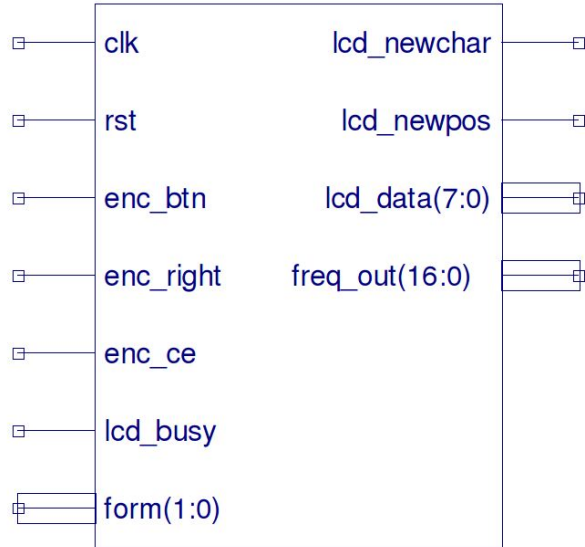 clk lcd_newchar
rst lcd_newpos
enc_btn lcd_data(7:0)
enc_right freq_out(16:0)
enc_ce
lcd_busy
form(1:0)